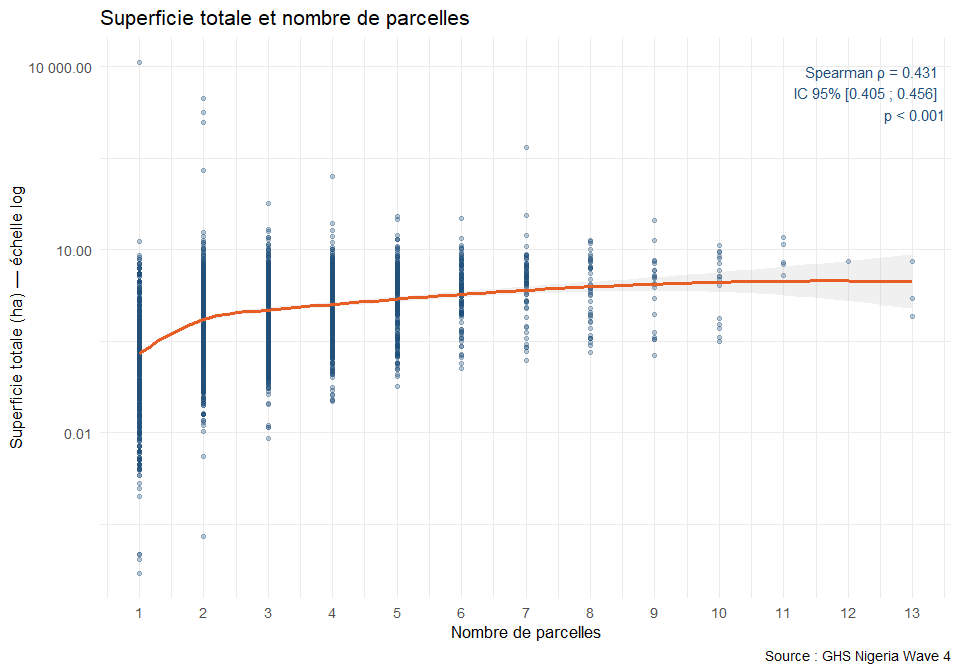 Superficie totale et nombre de parcelles
Spearman ρ = 0.431
IC 95% [0.405 ; 0.456]
p < 0.001
Superficie totale (ha) — échelle log
10 000.00
10.00
0.01
1 2 3 4 5 6 7 8 9 10 11 12 13
Nombre de parcelles
Source : GHS Nigeria Wave 4